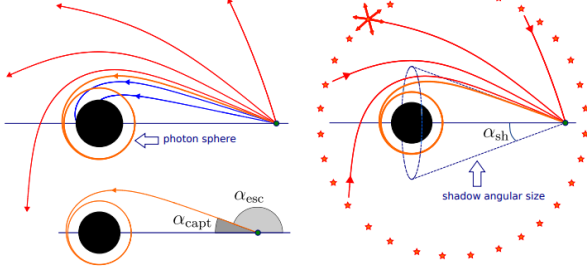 photon sphere
α_sh
shadow angular size
α_esc
α_capt